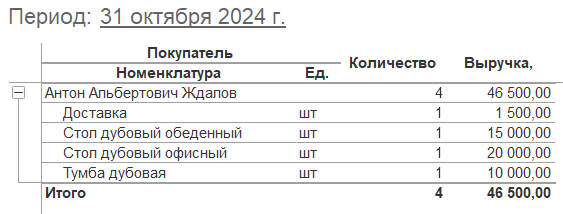 Период: 31 октября 2024 г.
Покупатель Количество Выручка,
Номенклатура Ед.
Антон Альбертович Ждалов 4 46 500,00
Доставка шт 1 1 500,00
Стол дубовый обеденный шт 1 15 000,00
Стол дубовый офисный шт 1 20 000,00
Тумба дубовая шт 1 10 000,00
Итого 4 46 500,00